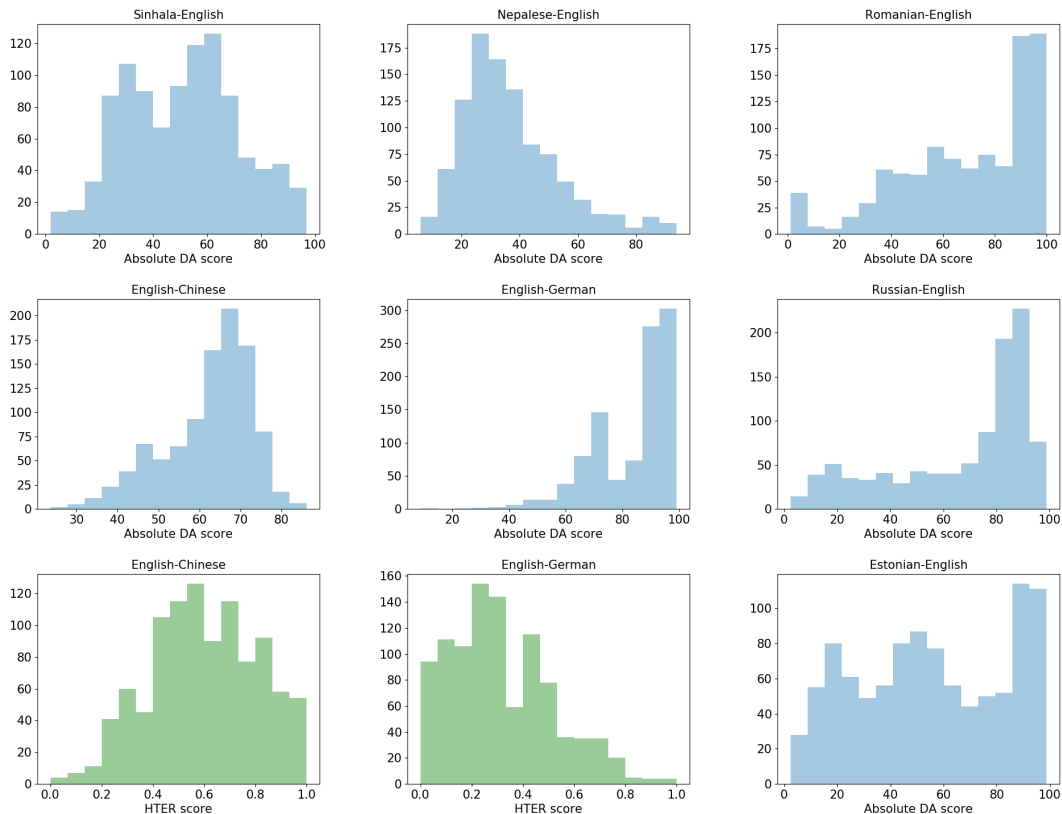 Sinhala-English
120
100
80
60
40
20
0
0 20 40 60 80 100
Absolute DA score
Nepalese-English
175
150
125
100
75
50
25
0
20 40 60 80
Absolute DA score
Romanian-English
175
150
125
100
75
50
25
0
0 20 40 60 80 100
Absolute DA score
English-Chinese
200
175
150
125
100
75
50
25
0
30 40 50 60 70 80
Absolute DA score
English-German
300
250
200
150
100
50
0
20 40 60 80 100
Absolute DA score
Russian-English
200
150
100
50
0
0 20 40 60 80 100
Absolute DA score
English-Chinese
120
100
80
60
40
20
0
0.0 0.2 0.4 0.6 0.8 1.0
HTER score
English-German
160
140
120
100
80
60
40
20
0
0.0 0.2 0.4 0.6 0.8 1.0
HTER score
Estonian-English
100
80
60
40
20
0
0 20 40 60 80 100
Absolute DA score